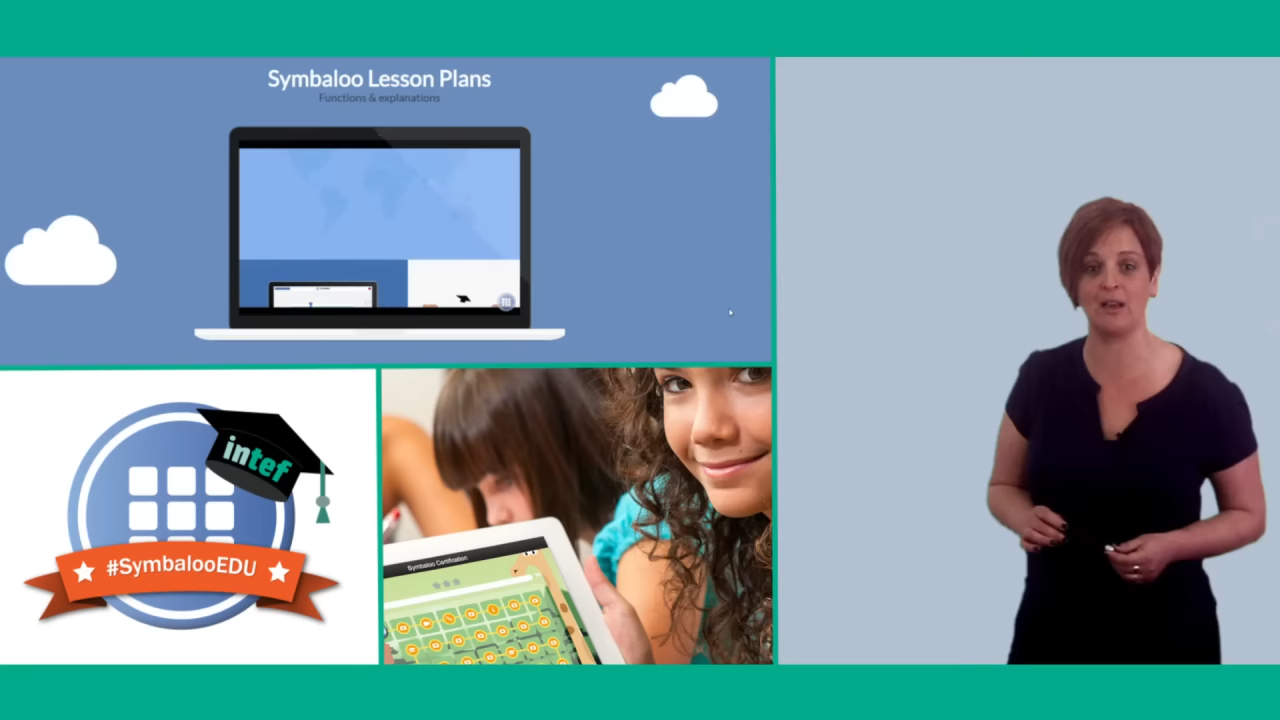 Symbaloo Lesson Plans
Functions & explanations
intef
#SymbalooEDU
Symbaloo Certification